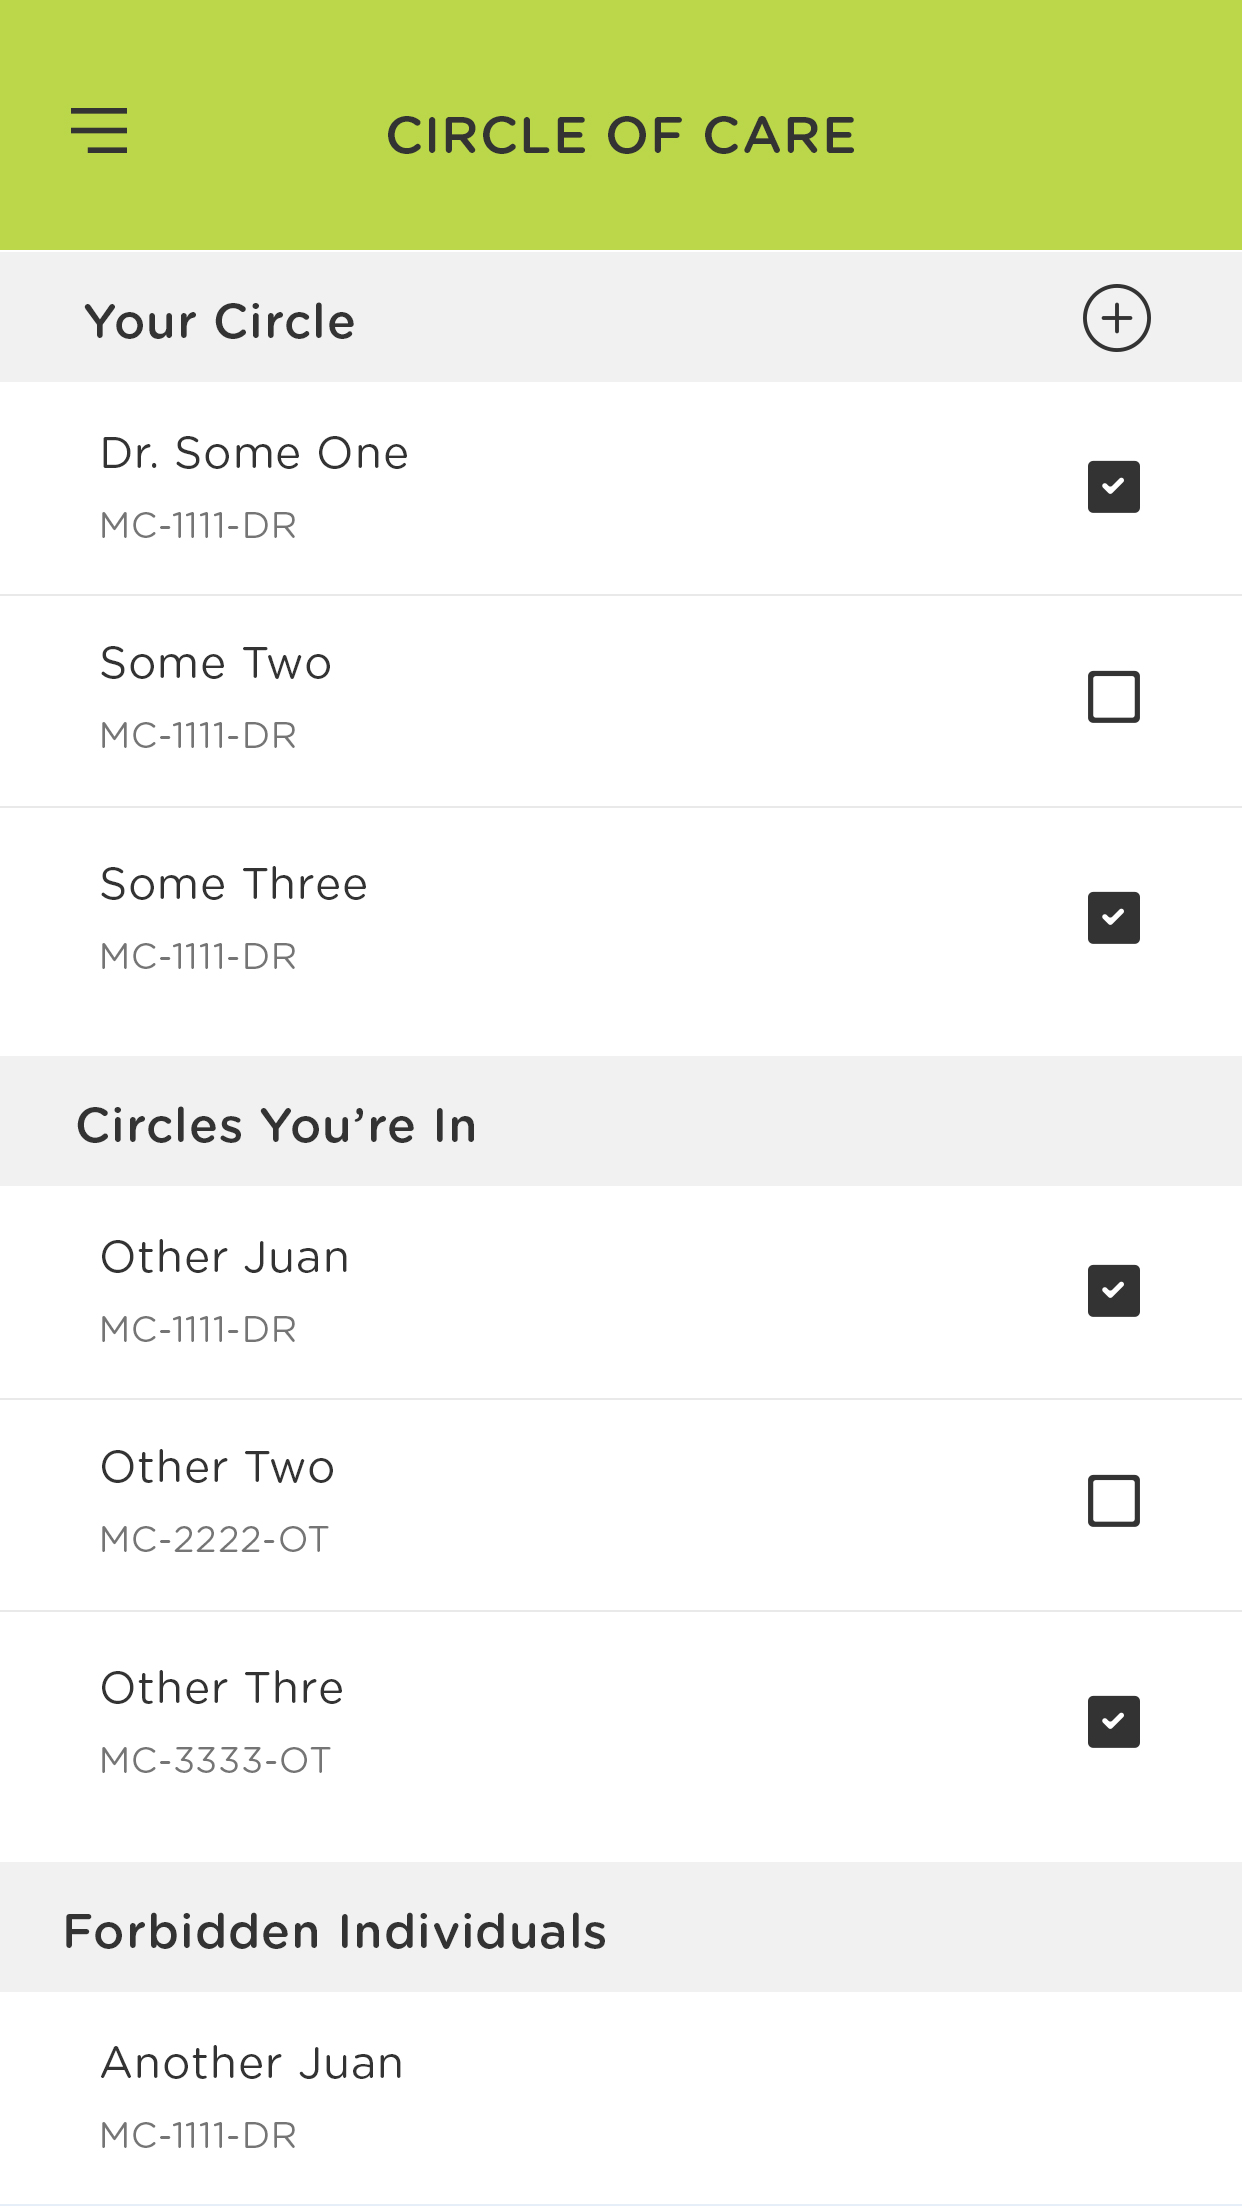 CIRCLE OF CARE
Your Circle
Dr. Some One
MC-1111-DR
Some Two
MC-1111-DR
Some Three
MC-1111-DR
Circles You’re In
Other Juan
MC-1111-DR
Other Two
MC-2222-OT
Other Thre
MC-3333-OT
Forbidden Individuals
Another Juan
MC-1111-DR